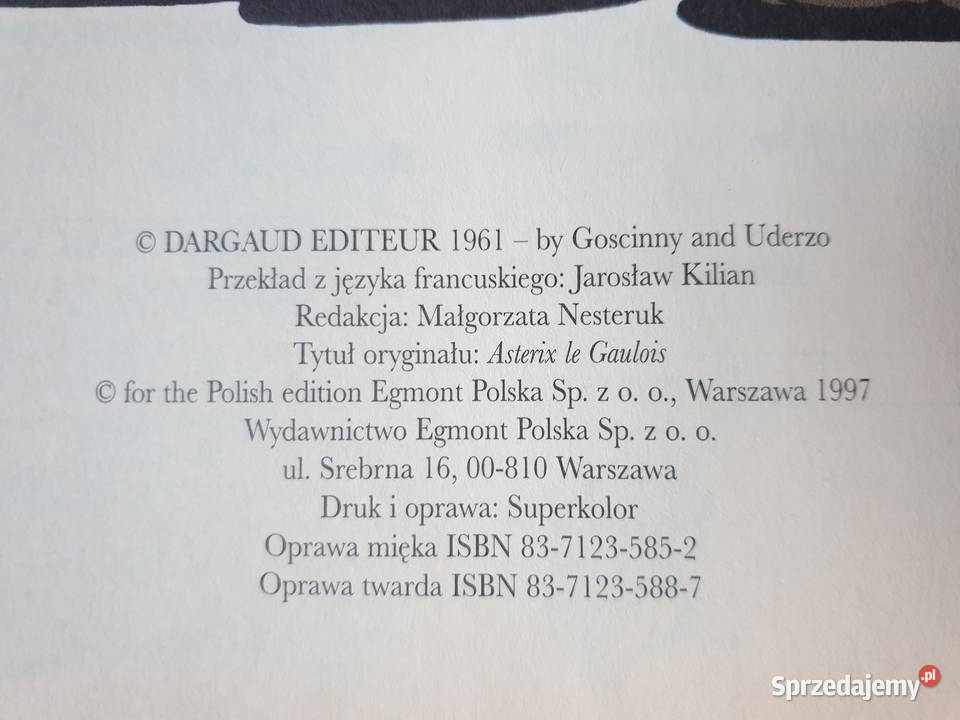 © DARGAUD EDITEUR 1961 – by Goscinny and Uderzo
Przekład z języka francuskiego: Jarosław Kilian
Redakcja: Małgorzata Nesteruk
Tytuł oryginału: Asterix le Gaulois
© for the Polish edition Egmont Polska Sp. z o. o., Warszawa 1997
Wydawnictwo Egmont Polska Sp. z o. o.
ul. Srebrna 16, 00-810 Warszawa
Druk i oprawa: Superkolor
Oprawa mięka ISBN 83-7123-585-2
Oprawa twarda ISBN 83-7123-588-7
Sprzedajemy .pl